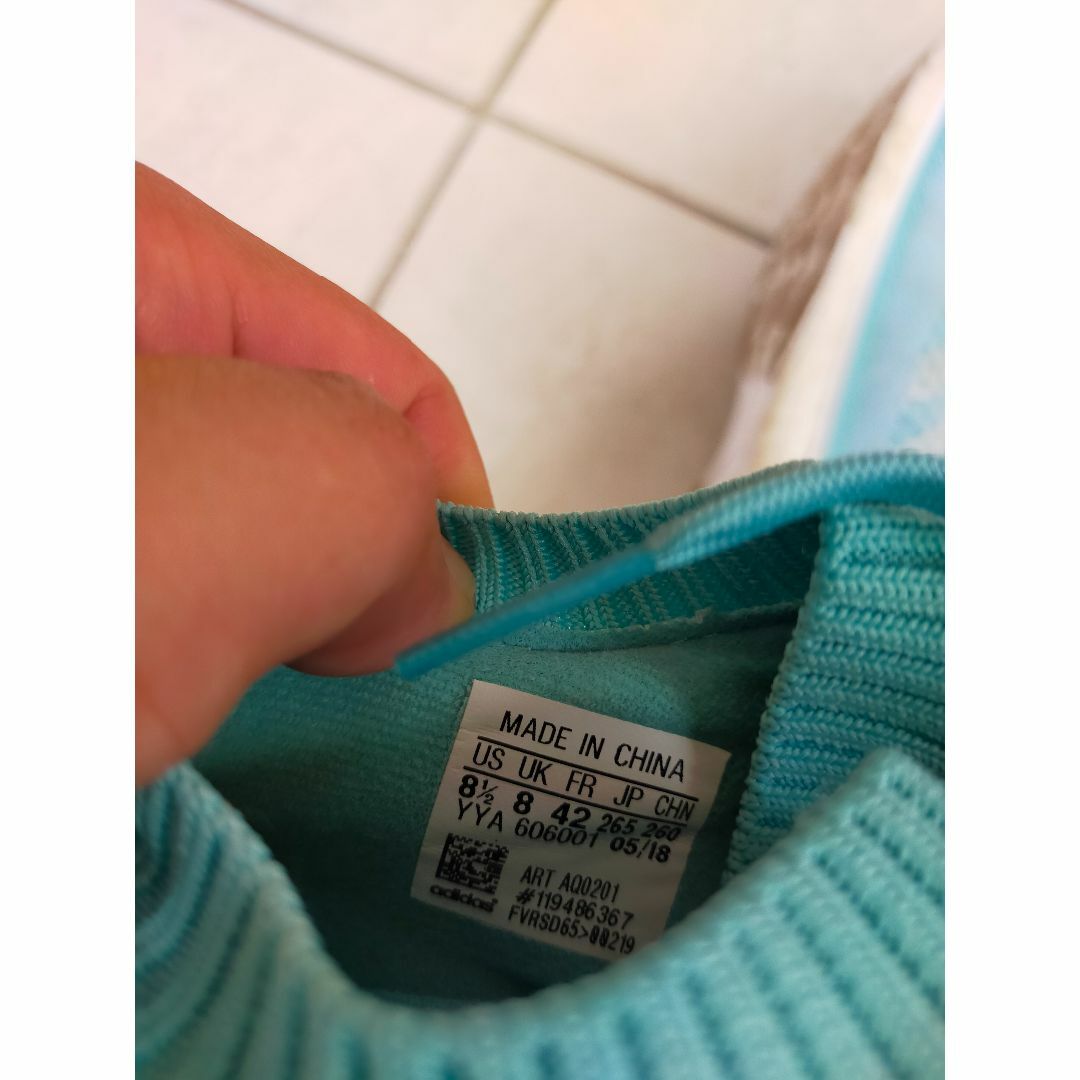 MADE IN CHINA
US UK FR JP CHN
8½ 8 42 265 260
YYA 606001 05/18
adidas
ART AQ0201
#119486367
FVRSD65>00219